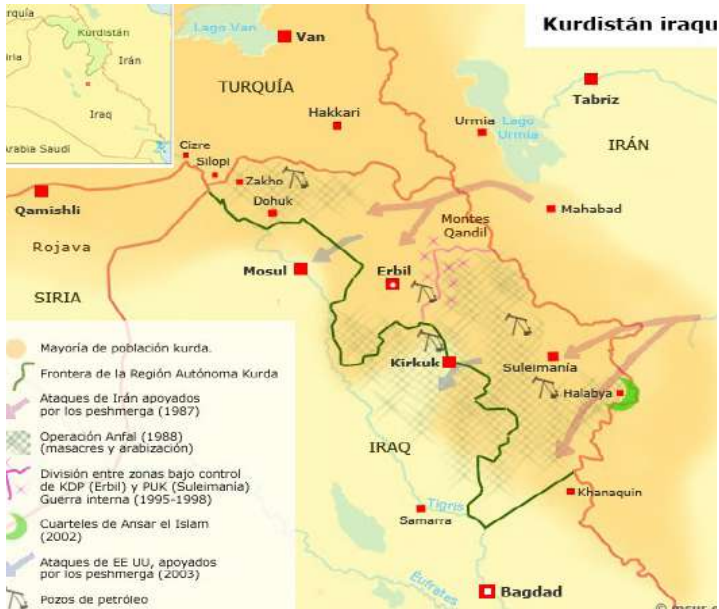 Kurdistán iraqu
urquía
Kurdistán
iria
Irán
Iraq
Arabia Saudí
Lago Van
Van
TURQUÍA
Hakkari
Tabriz
Urmia
Lago
Urmia
IRÁN
Cizre
Silopi
Zakho
Dohuk
Qamishli
Mahabad
Montes
Qandil
Rojava
Mosul
Erbil
SIRIA
Kirkuk
Suleimanía
Halabya
IRAQ
Khanaquin
Tigris
Samarra
Éufrates
Bagdad
Mayoría de población kurda.
Frontera de la Región Autónoma Kurda
Ataques de Irán apoyados
por los peshmerga (1987)
Operación Anfal (1988)
(masacres y arabización)
División entre zonas bajo control
de KDP (Erbil) y PUK (Suleimanía)
Guerra interna (1995-1998)
Cuarteles de Ansar el Islam
(2002)
Ataques de EE UU, apoyados
por los peshmerga (2003)
Pozos de petróleo